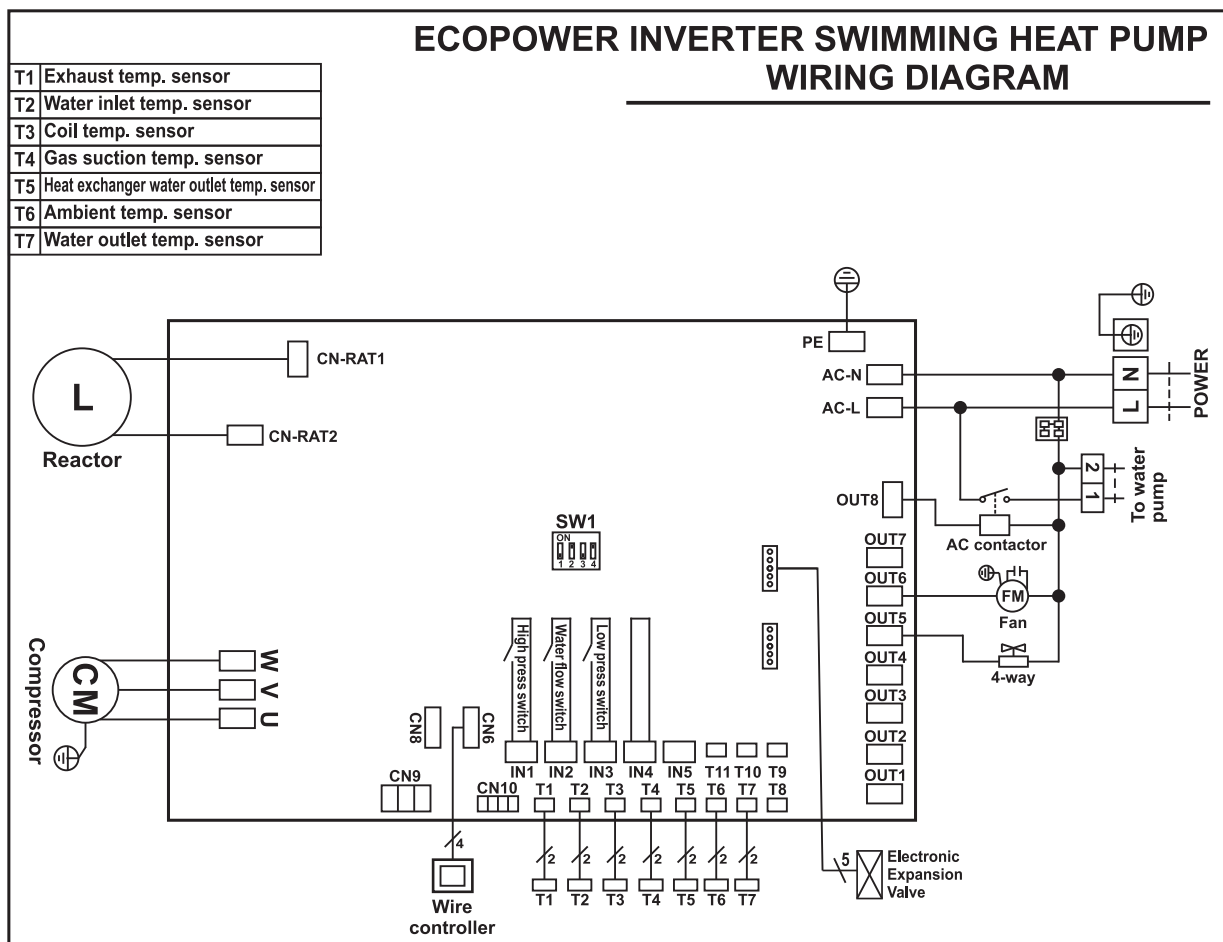 ECOPOWER INVERTER SWIMMING HEAT PUMP
WIRING DIAGRAM
T1 Exhaust temp. sensor
T2 Water inlet temp. sensor
T3 Coil temp. sensor
T4 Gas suction temp. sensor
T5 Heat exchanger water outlet temp. sensor
T6 Ambient temp. sensor
T7 Water outlet temp. sensor
L
Reactor
CN-RAT1
CN-RAT2
PE
AC-N
AC-L
N
L
POWER
2
1
To water
pump
OUT8
AC contactor
OUT7
OUT6
FM
Fan
OUT5
4-way
OUT4
OUT3
OUT2
OUT1
SW1
ON
1 2 3 4
High press switch
Water flow switch
Low press switch
Compressor
CM
W
V
U
CN8
CN6
CN9
CN10
IN1 IN2 IN3 IN4 IN5 T11 T10 T9
T1 T2 T3 T4 T5 T6 T7 T8
4
2 2 2 2 2 2 2
T1 T2 T3 T4 T5 T6 T7
Wire
controller
5
Electronic
Expansion
Valve